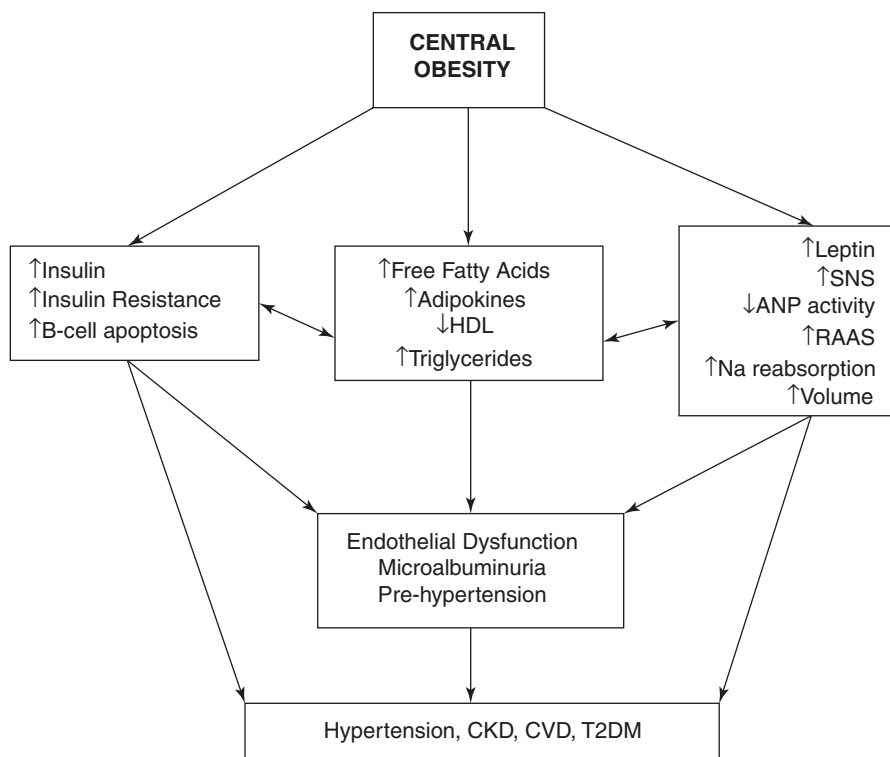 CENTRAL
OBESITY
↑Insulin
↑Insulin Resistance
↑B-cell apoptosis
↑Free Fatty Acids
↑Adipokines
↓HDL
↑Triglycerides
↑Leptin
↑SNS
↓ANP activity
↑RAAS
↑Na reabsorption
↑Volume
Endothelial Dysfunction
Microalbuminuria
Pre-hypertension
Hypertension, CKD, CVD, T2DM